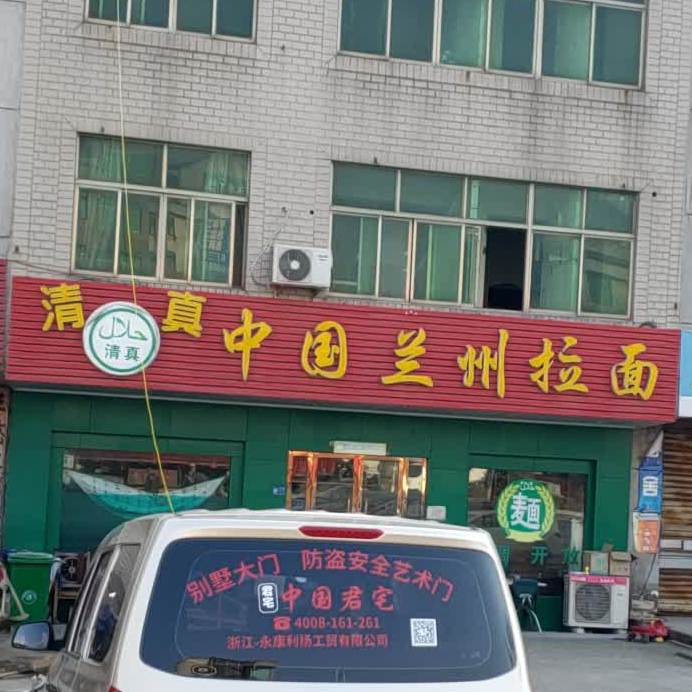 清真
حلال
清真
中国兰州拉面
麵
开放
舍
别墅大门 防盗安全艺术门
君宅 中国君宅
☎4008-161-261
浙江-永康利扬工贸有限公司